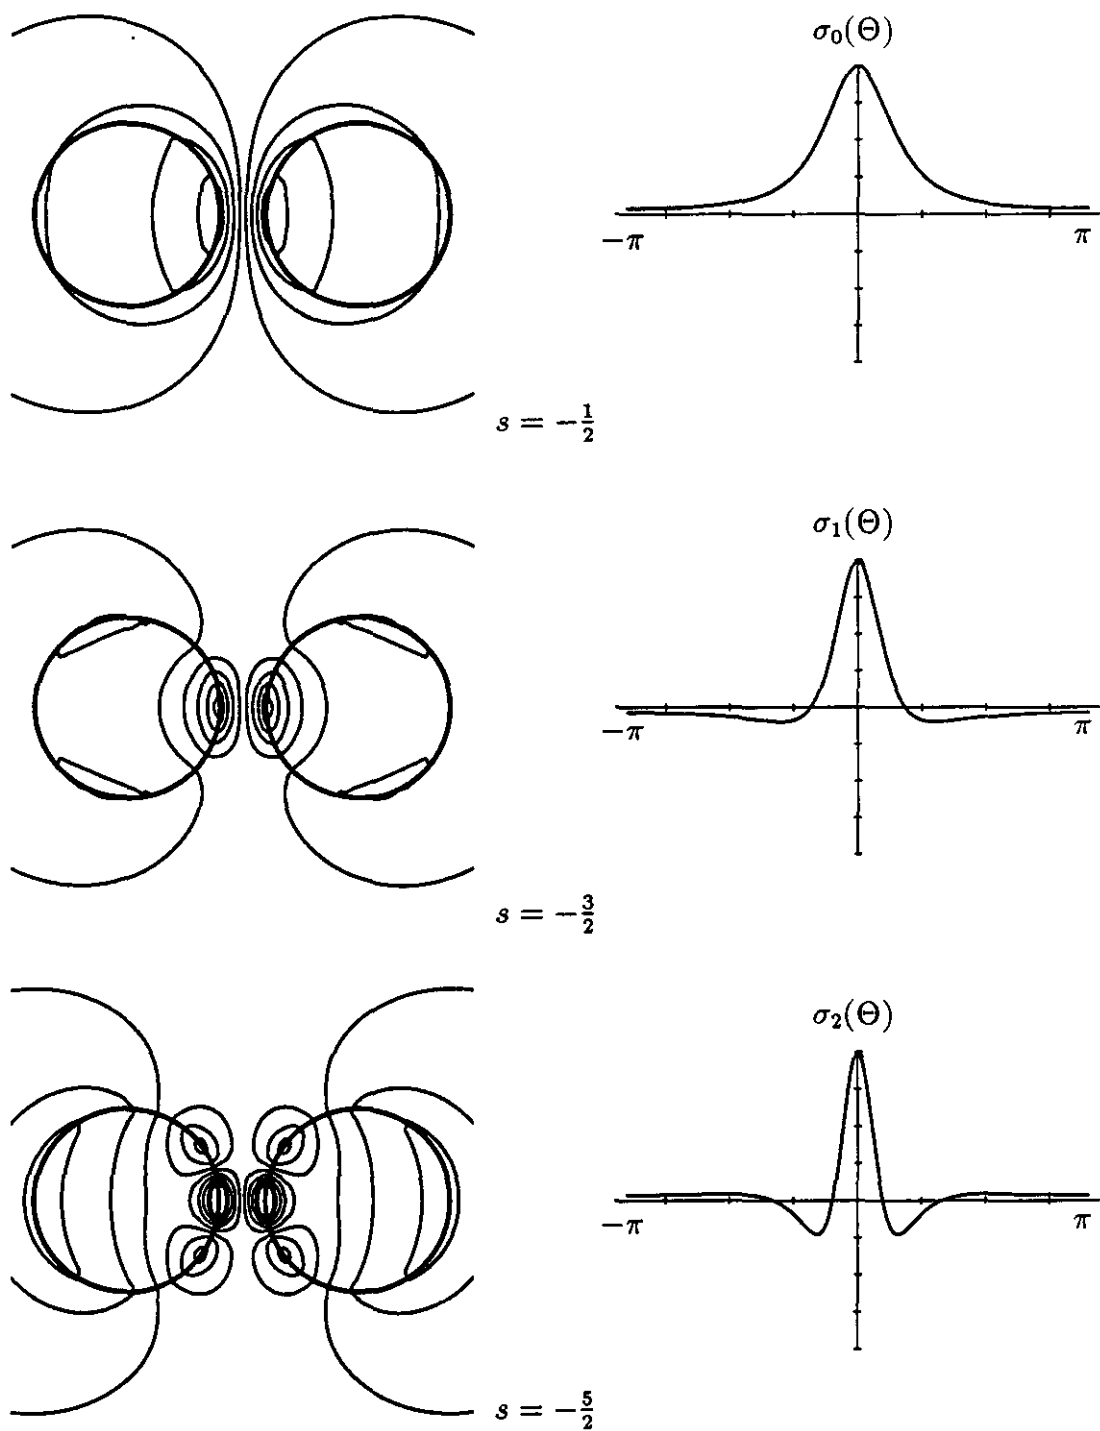 σ₀(Θ)
−π π
s = −1/2
σ₁(Θ)
−π π
s = −3/2
σ₂(Θ)
−π π
s = −5/2